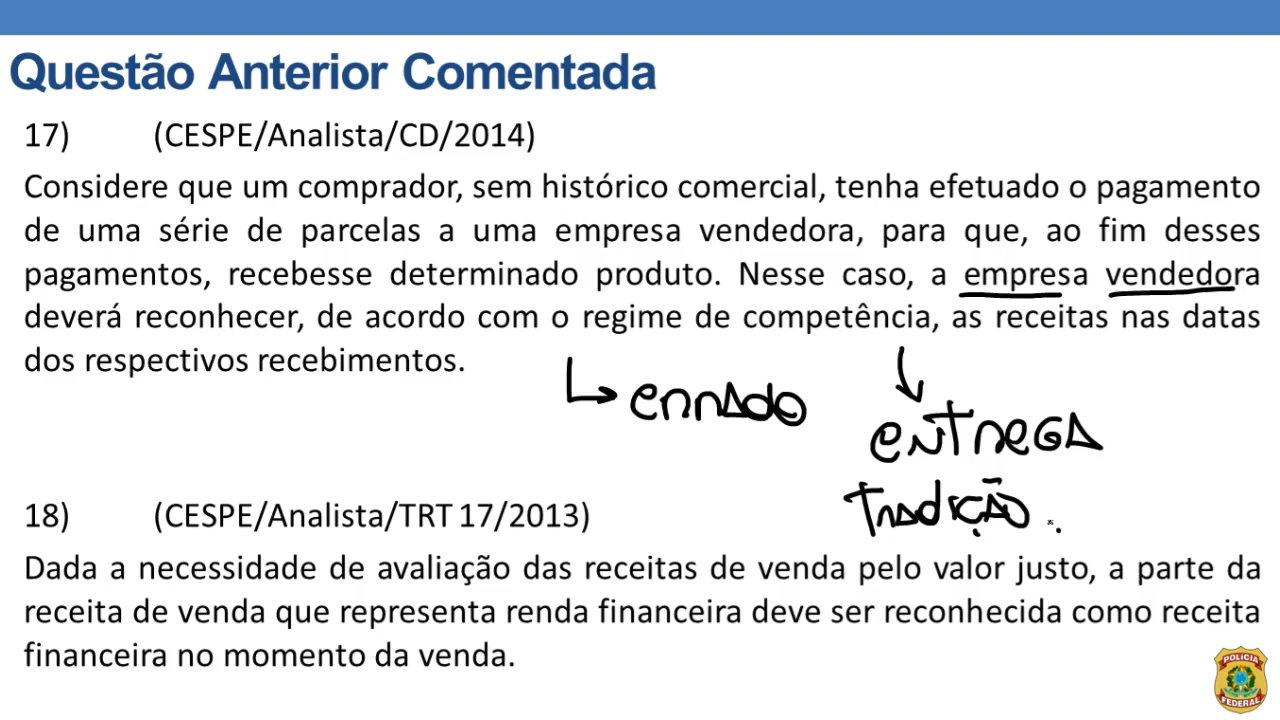 Questão Anterior Comentada
17) (CESPE/Analista/CD/2014)
Considere que um comprador, sem histórico comercial, tenha efetuado o pagamento
de uma série de parcelas a uma empresa vendedora, para que, ao fim desses
pagamentos, recebesse determinado produto. Nesse caso, a empresa vendedora
deverá reconhecer, de acordo com o regime de competência, as receitas nas datas
dos respectivos recebimentos.
errado
entrega
tradição.
18) (CESPE/Analista/TRT 17/2013)
Dada a necessidade de avaliação das receitas de venda pelo valor justo, a parte da
receita de venda que representa renda financeira deve ser reconhecida como receita
financeira no momento da venda.
POLÍCIA
FEDERAL